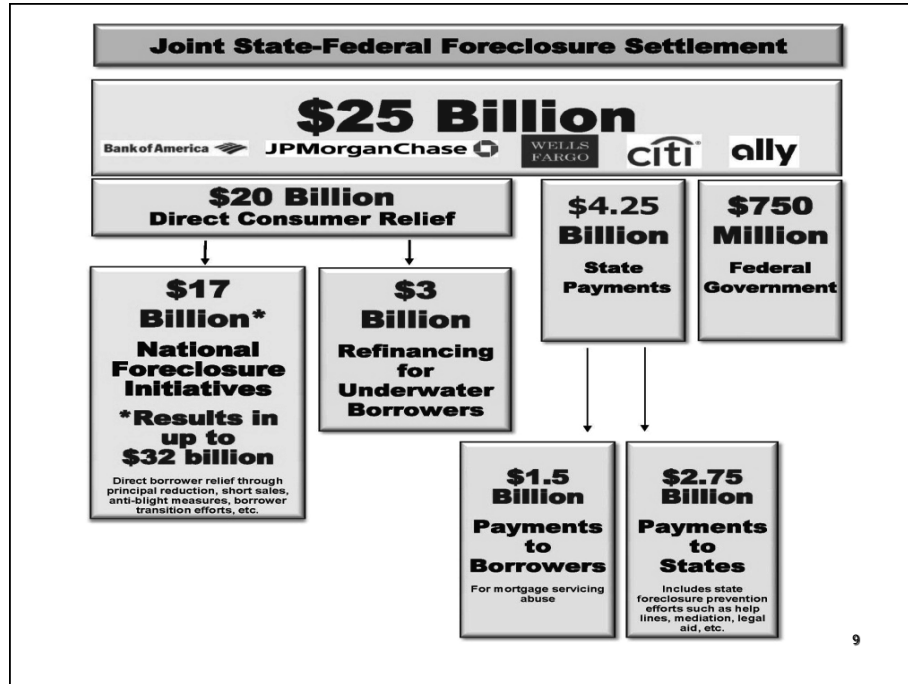 Joint State-Federal Foreclosure Settlement
$25 Billion
Bank of America JPMorganChase WELLS FARGO citi ally
$20 Billion
Direct Consumer Relief
$4.25
Billion
State
Payments
$750
Million
Federal
Government
$17
Billion*
National
Foreclosure
Initiatives
*Results in
up to
$32 billion
Direct borrower relief through
principal reduction, short sales,
anti-blight measures, borrower
transition efforts, etc.
$3
Billion
Refinancing
for
Underwater
Borrowers
$1.5
Billion
Payments
to
Borrowers
For mortgage servicing
abuse
$2.75
Billion
Payments
to
States
Includes state
foreclosure prevention
efforts such as help
lines, mediation, legal
aid, etc.
9